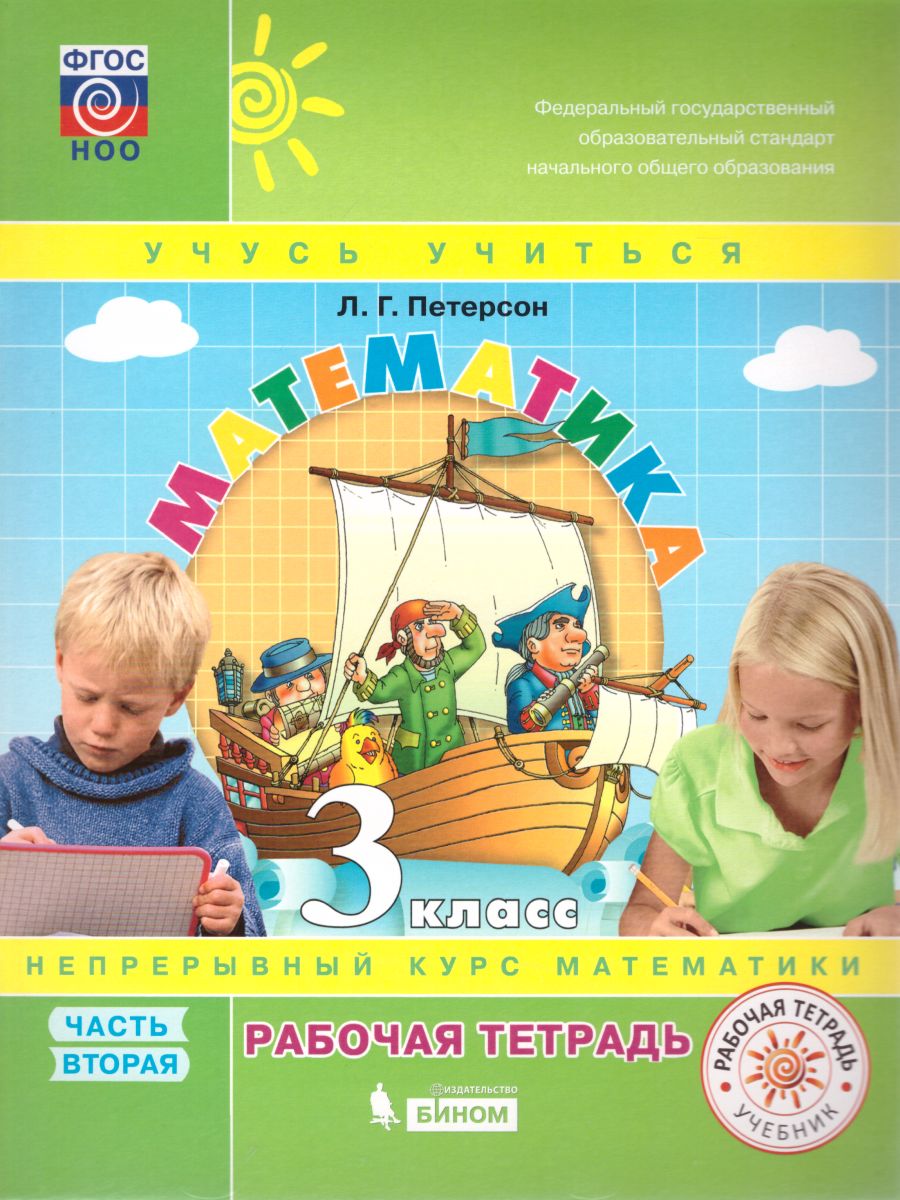 ФГОС
НОО
Федеральный государственный
образовательный стандарт
начального общего образования
УЧУСЬ УЧИТЬСЯ
Л. Г. Петерсон
МАТЕМАТИКА
3 класс
НЕПРЕРЫВНЫЙ КУРС МАТЕМАТИКИ
ЧАСТЬ
ВТОРАЯ
РАБОЧАЯ ТЕТРАДЬ
ИЗДАТЕЛЬСТВО
БИНОМ
РАБОЧАЯ ТЕТРАДЬ
УЧЕБНИК